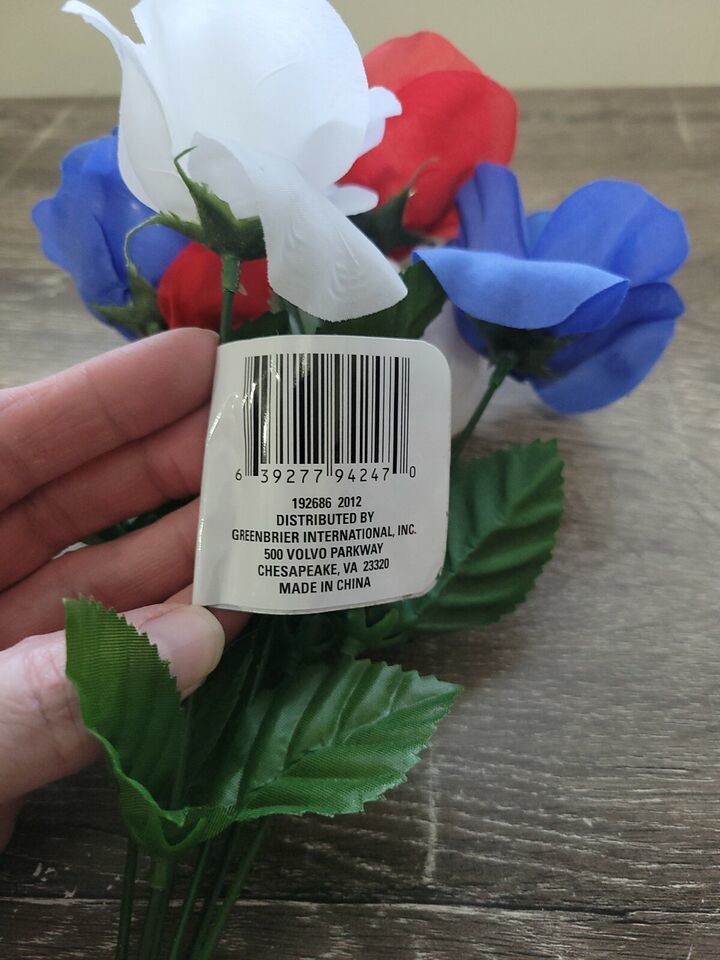 6 39277 94247 0
192686 2012
DISTRIBUTED BY
GREENBRIER INTERNATIONAL, INC.
500 VOLVO PARKWAY
CHESAPEAKE, VA 23320
MADE IN CHINA